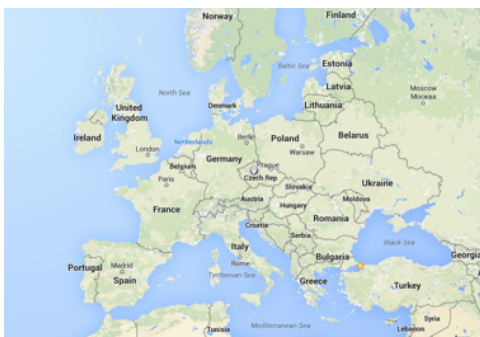 Norway
Finland
Estonia
Baltic Sea
Latvia
Moscow
Москва
North Sea
Denmark
Lithuania
United
Kingdom
Ireland
Netherlands
Berlin
Poland
Belarus
London
Warsaw
Belgium
Germany
Prague
Czech Rep
Paris
Ukraine
Slovakia
Austria
Hungary
Moldova
France
Romania
Croatia
Serbia
Italy
Black Sea
Bulgaria
Georgia
Rome
Portugal
Madrid
Spain
Tyrrhenian Sea
Greece
Turkey
Syria
Tunisia
Mediterranean Sea
Lebanon